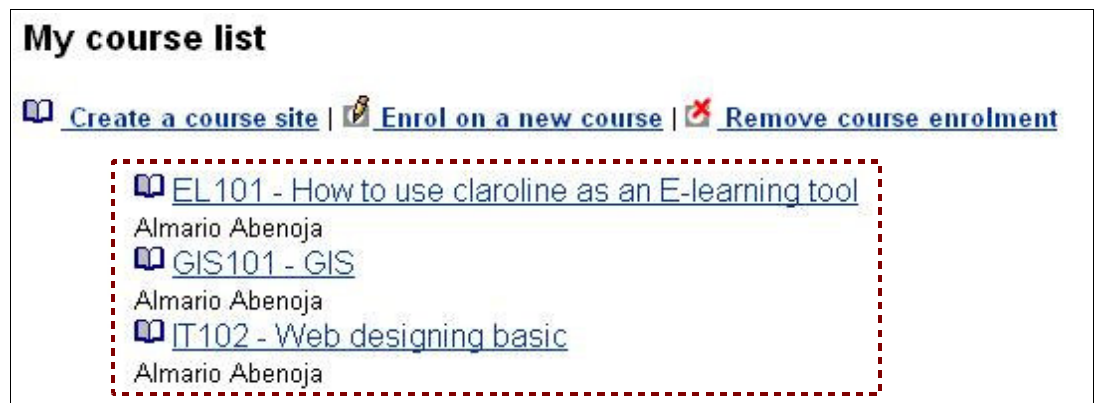 My course list
Create a course site | Enrol on a new course | Remove course enrolment
EL101 - How to use claroline as an E-learning tool
Almario Abenoja
GIS101 - GIS
Almario Abenoja
IT102 - Web designing basic
Almario Abenoja